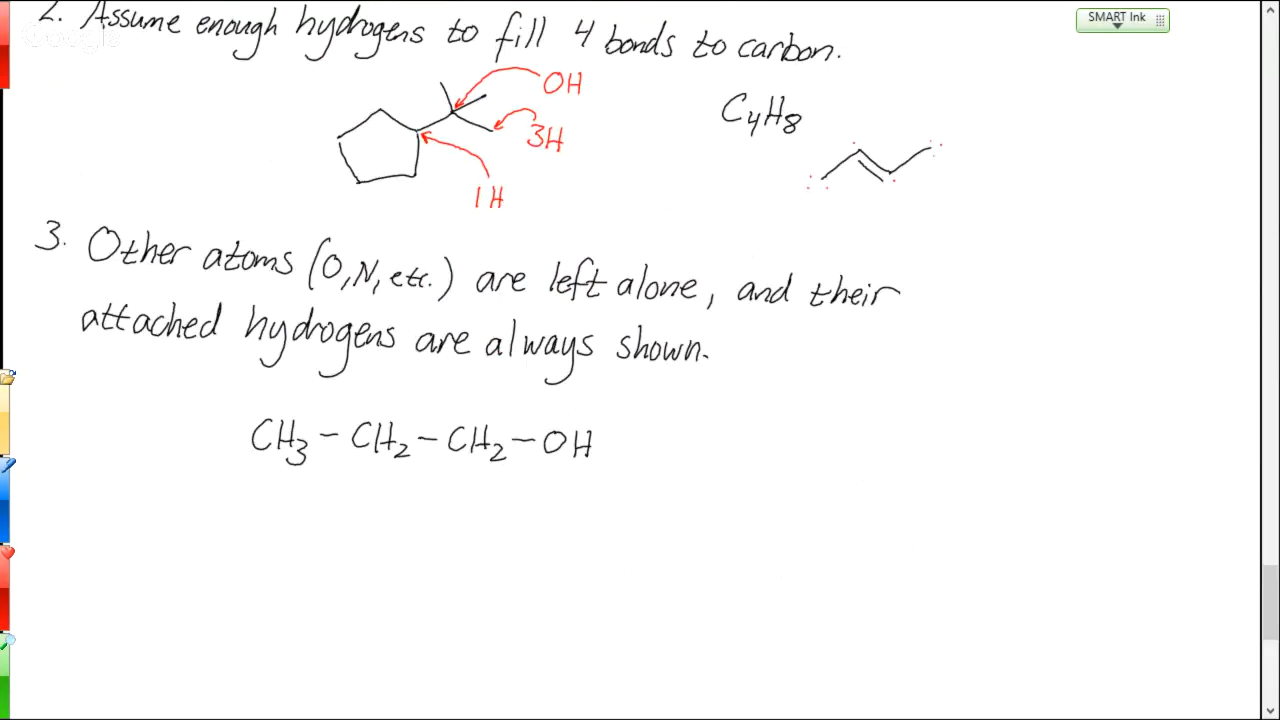 2. Assume enough hydrogens to fill 4 bonds to carbon.
SMART Ink
Google
OH
3H
1H
C₄H₈
3. Other atoms (O, N, etc.) are left alone, and their
attached hydrogens are always shown.
CH₃ - CH₂ - CH₂ - OH